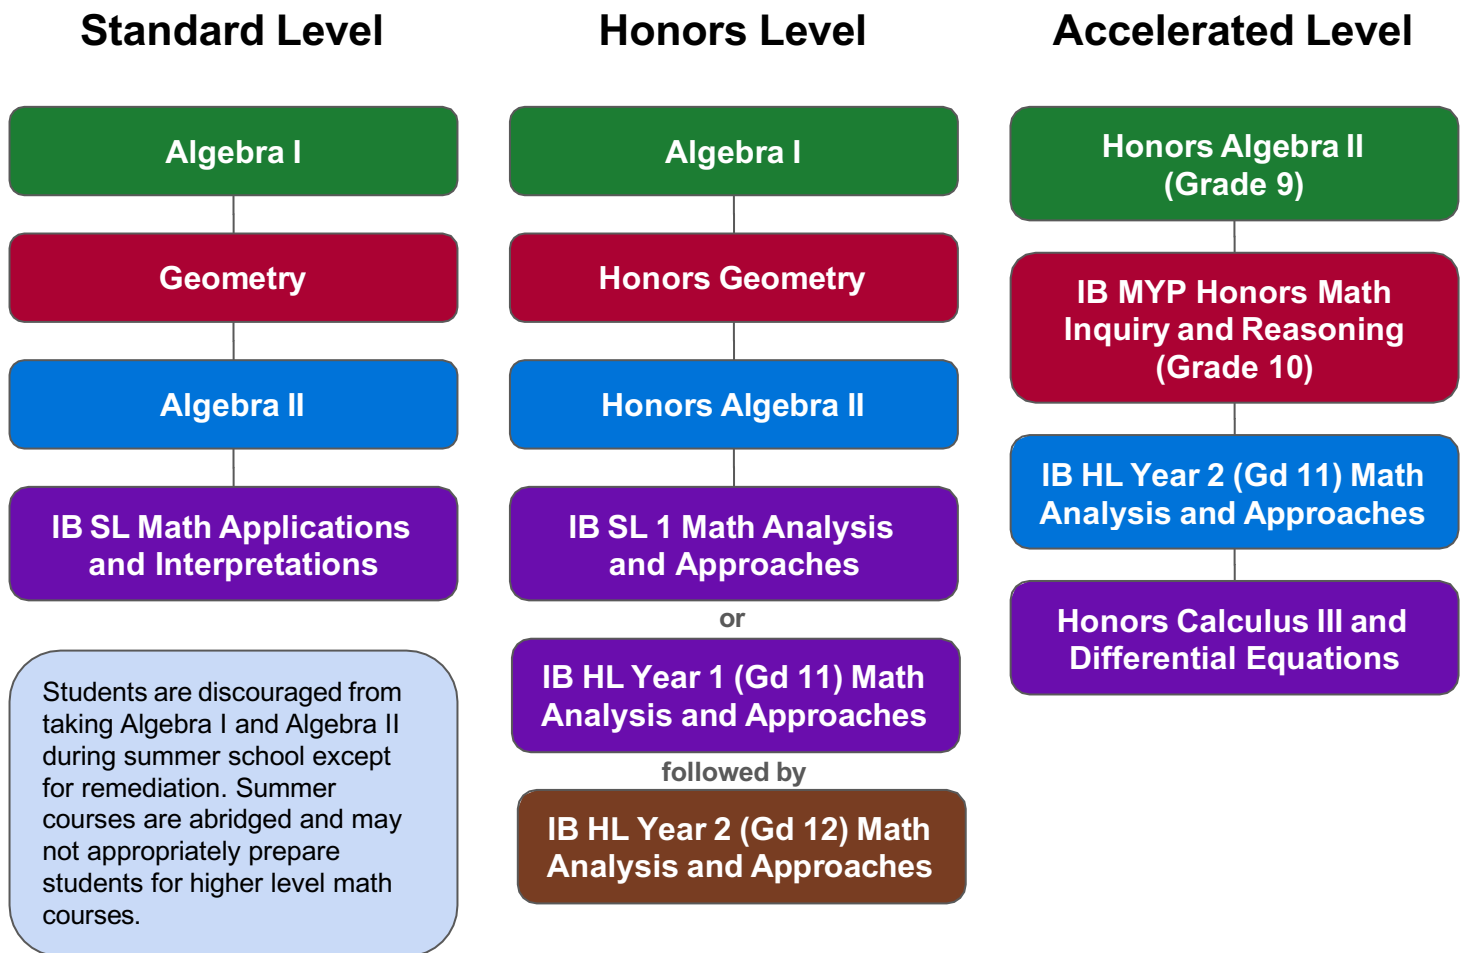 Standard Level
Algebra I
Geometry
Algebra II
IB SL Math Applications
and Interpretations
Students are discouraged from
taking Algebra I and Algebra II
during summer school except
for remediation. Summer
courses are abridged and may
not appropriately prepare
students for higher level math
courses.
Honors Level
Algebra I
Honors Geometry
Honors Algebra II
IB SL 1 Math Analysis
and Approaches
or
IB HL Year 1 (Gd 11) Math
Analysis and Approaches
followed by
IB HL Year 2 (Gd 12) Math
Analysis and Approaches
Accelerated Level
Honors Algebra II
(Grade 9)
IB MYP Honors Math
Inquiry and Reasoning
(Grade 10)
IB HL Year 2 (Gd 11) Math
Analysis and Approaches
Honors Calculus III and
Differential Equations